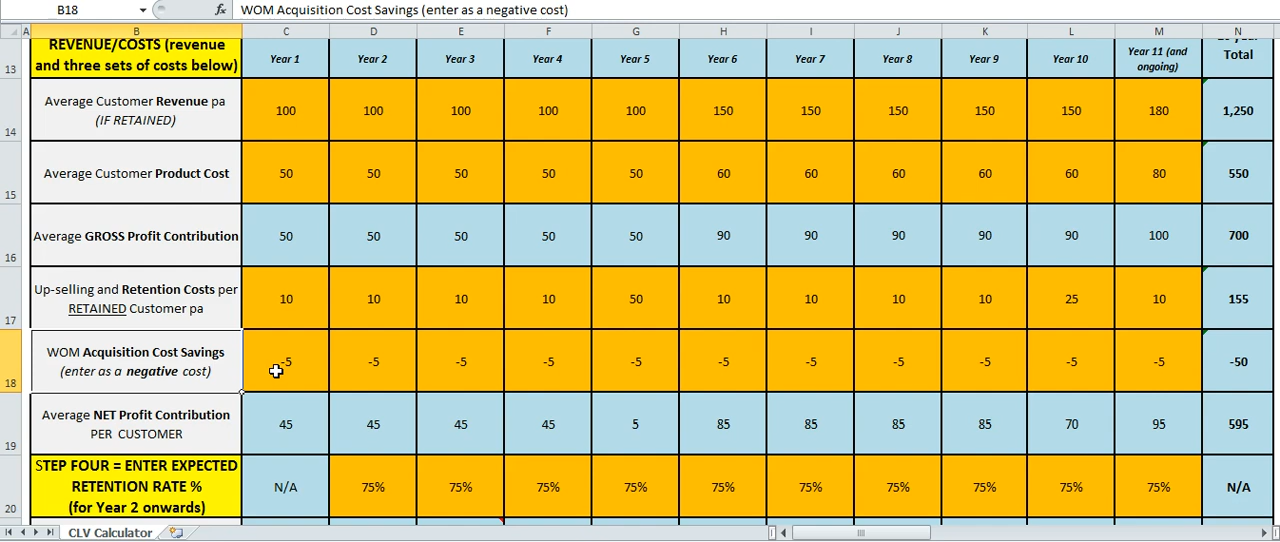 B18 fx WOM Acquisition Cost Savings (enter as a negative cost)
A B C D E F G H I J K L M N
13 REVENUE/COSTS (revenue and three sets of costs below) Year 1 Year 2 Year 3 Year 4 Year 5 Year 6 Year 7 Year 8 Year 9 Year 10 Year 11 (and ongoing) Total
14 Average Customer Revenue pa (IF RETAINED) 100 100 100 100 100 150 150 150 150 150 180 1,250
15 Average Customer Product Cost 50 50 50 50 50 60 60 60 60 60 80 550
16 Average GROSS Profit Contribution 50 50 50 50 50 90 90 90 90 90 100 700
17 Up-selling and Retention Costs per RETAINED Customer pa 10 10 10 10 50 10 10 10 10 25 10 155
18 WOM Acquisition Cost Savings (enter as a negative cost) -5 -5 -5 -5 -5 -5 -5 -5 -5 -5 -5 -50
19 Average NET Profit Contribution PER CUSTOMER 45 45 45 45 5 85 85 85 85 70 95 595
20 STEP FOUR = ENTER EXPECTED RETENTION RATE % (for Year 2 onwards) N/A 75% 75% 75% 75% 75% 75% 75% 75% 75% 75% N/A
CLV Calculator